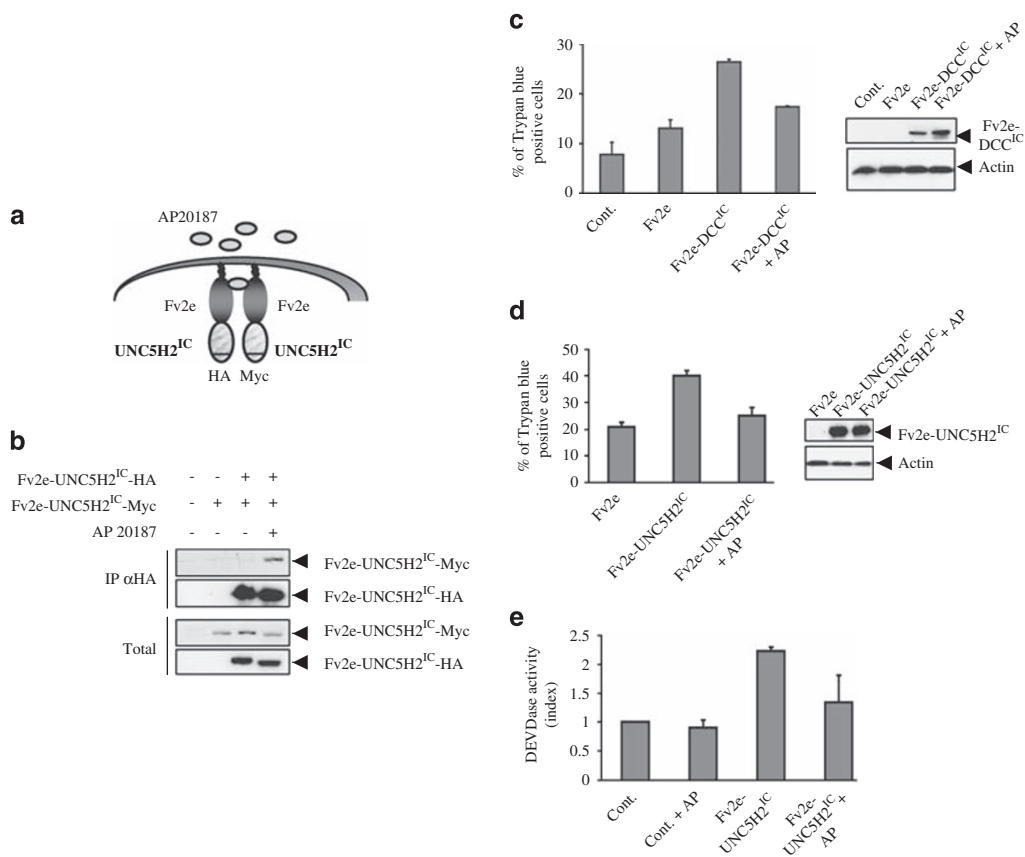 a
AP20187
Fv2e Fv2e
UNC5H2^IC UNC5H2^IC
HA Myc
b
Fv2e-UNC5H2^IC-HA - - + +
Fv2e-UNC5H2^IC-Myc - + + +
AP 20187 - - - +
IP αHA
Fv2e-UNC5H2^IC-Myc
Fv2e-UNC5H2^IC-HA
Total
Fv2e-UNC5H2^IC-Myc
Fv2e-UNC5H2^IC-HA
c
% of Trypan blue
positive cells
30
20
10
0
Cont.
Fv2e
Fv2e-DCC^IC
Fv2e-DCC^IC
+ AP
Cont.
Fv2e
Fv2e-DCC^IC
Fv2e-DCC^IC + AP
Fv2e-
DCC^IC
Actin
d
% of Trypan blue
positive cells
50
40
30
20
10
0
Fv2e
Fv2e-UNC5H2^IC
Fv2e-UNC5H2^IC
+ AP
Fv2e
Fv2e-UNC5H2^IC
Fv2e-UNC5H2^IC + AP
Fv2e-UNC5H2^IC
Actin
e
DEVDase activity
(index)
2.5
2
1.5
1
0.5
0
Cont.
Cont. + AP
Fv2e-
UNC5H2^IC
Fv2e-
UNC5H2^IC +
AP